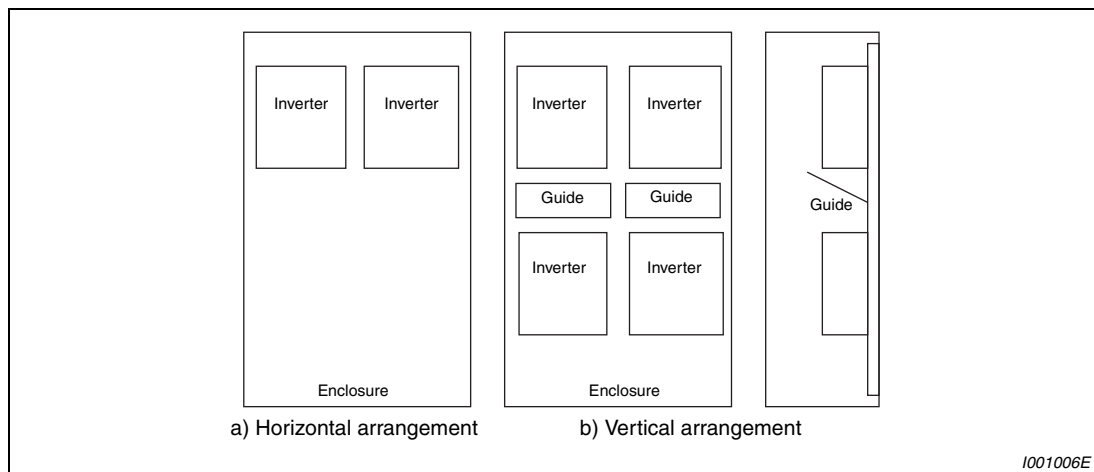 Inverter Inverter Inverter Inverter
Guide Guide Guide
Inverter Inverter
Enclosure Enclosure
a) Horizontal arrangement b) Vertical arrangement
I001006E